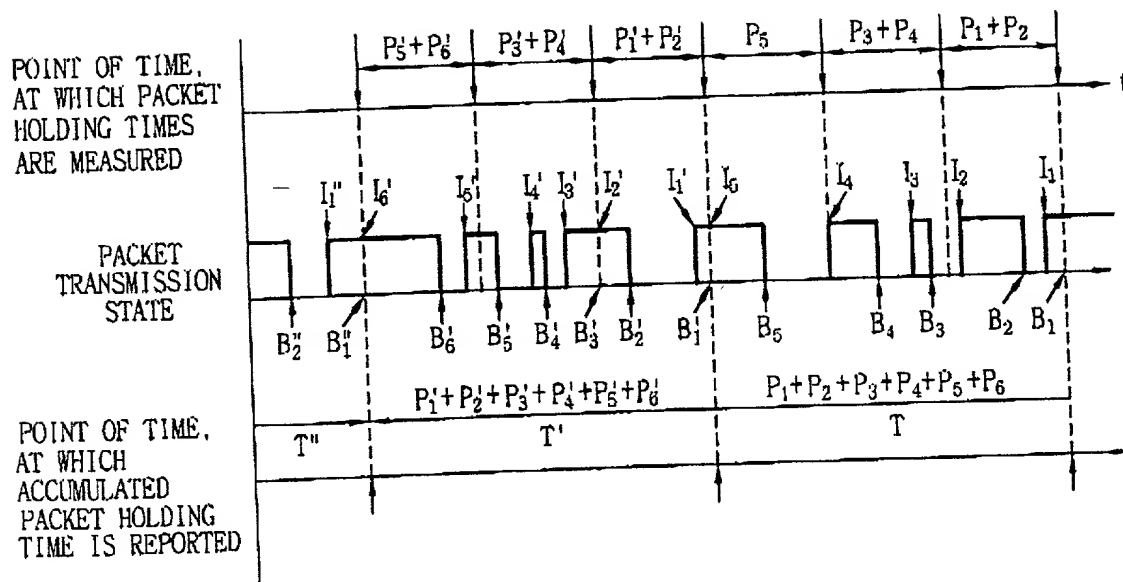 P₅'+P₆' P₃'+P₄' P₁'+P₂' P₅ P₃+P₄ P₁+P₂
POINT OF TIME,
AT WHICH PACKET
HOLDING TIMES
ARE MEASURED
t
I₁" I₆' I₅' I₄' I₃' I₂' I₁' I₄ I₃ I₂ I₁
PACKET
TRANSMISSION
STATE
B₂" B₁" B₆' B₅' B₄' B₃' B₂' B₁' B₅ B₄ B₃ B₂ B₁
P₁'+P₂'+P₃'+P₄'+P₅'+P₆' P₁+P₂+P₃+P₄+P₅+P₆
T" T' T
POINT OF TIME,
AT WHICH
ACCUMULATED
PACKET HOLDING
TIME IS REPORTED